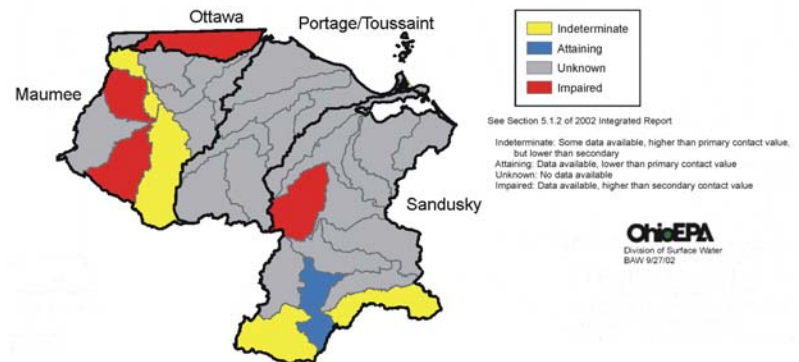 Ottawa
Portage/Toussaint
Maumee
Sandusky
Indeterminate
Attaining
Unknown
Impaired
See Section 5.1.2 of 2002 Integrated Report
Indeterminate: Some data available, higher than primary contact value,
but lower than secondary
Attaining: Data available, lower than primary contact value
Unknown: No data available
Impaired: Data available, higher than secondary contact value
OhioEPA
Division of Surface Water
BAW 9/27/02